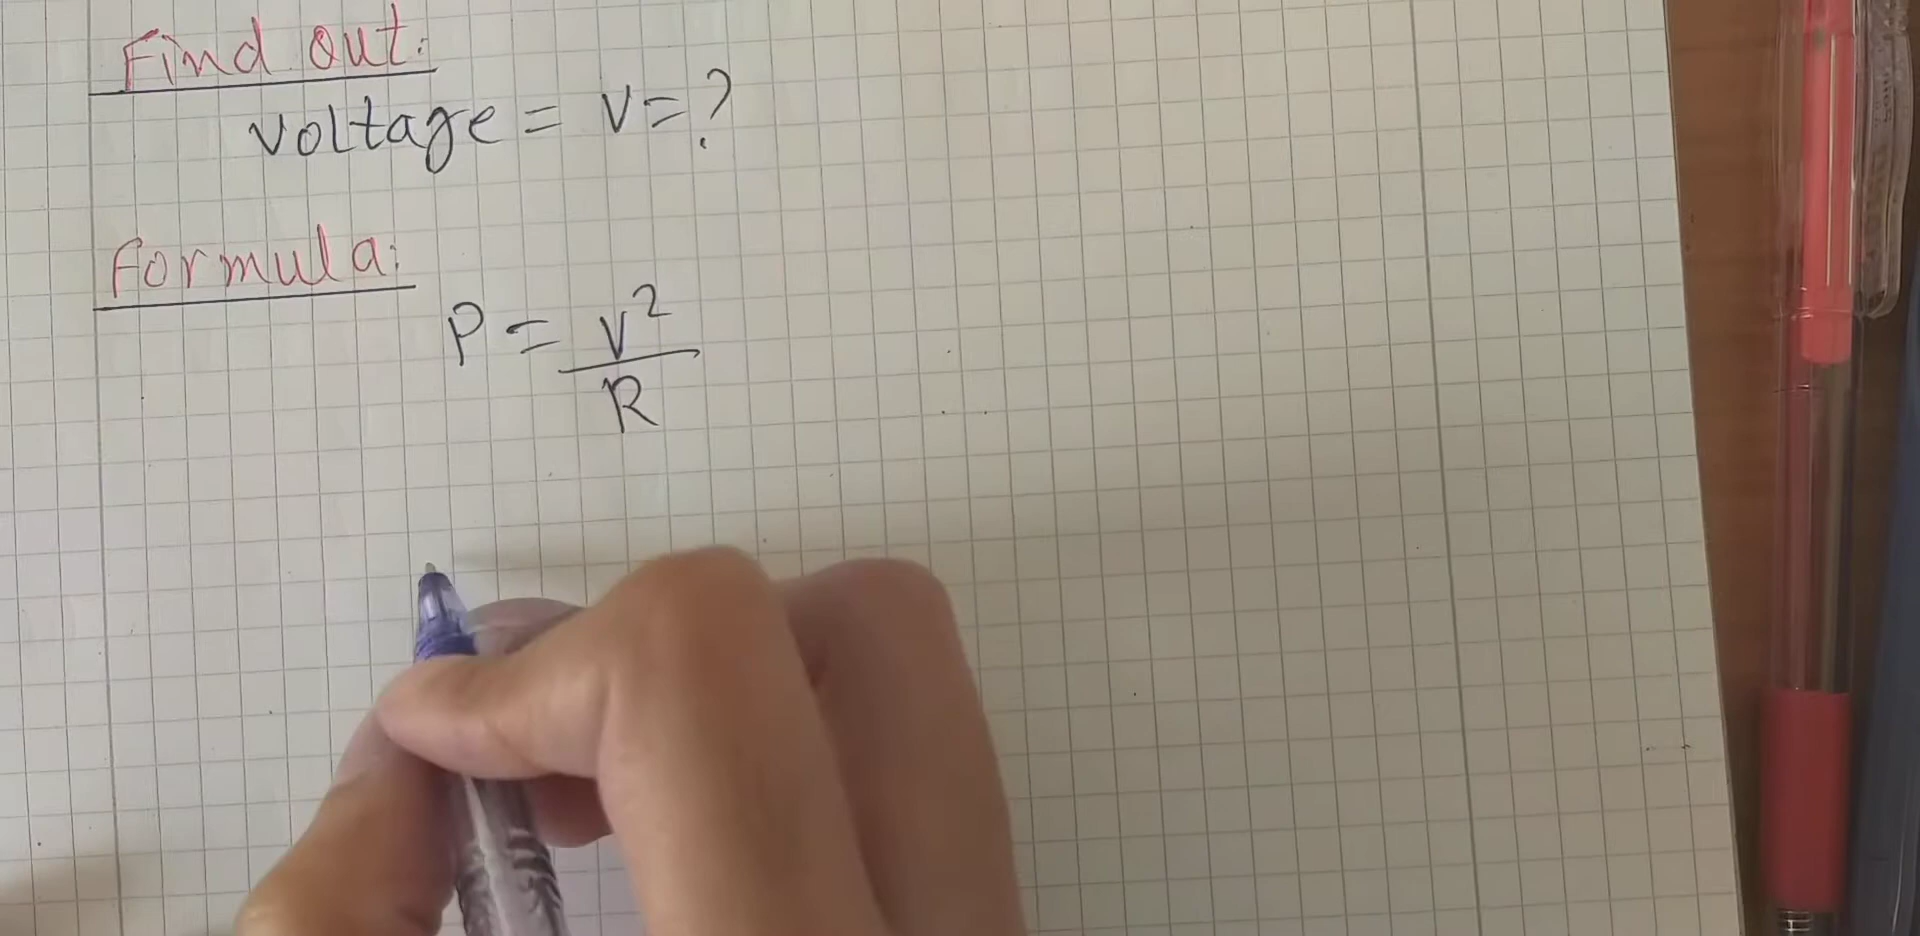 Find out:
voltage = V = ?
Formula:
P = V²
R